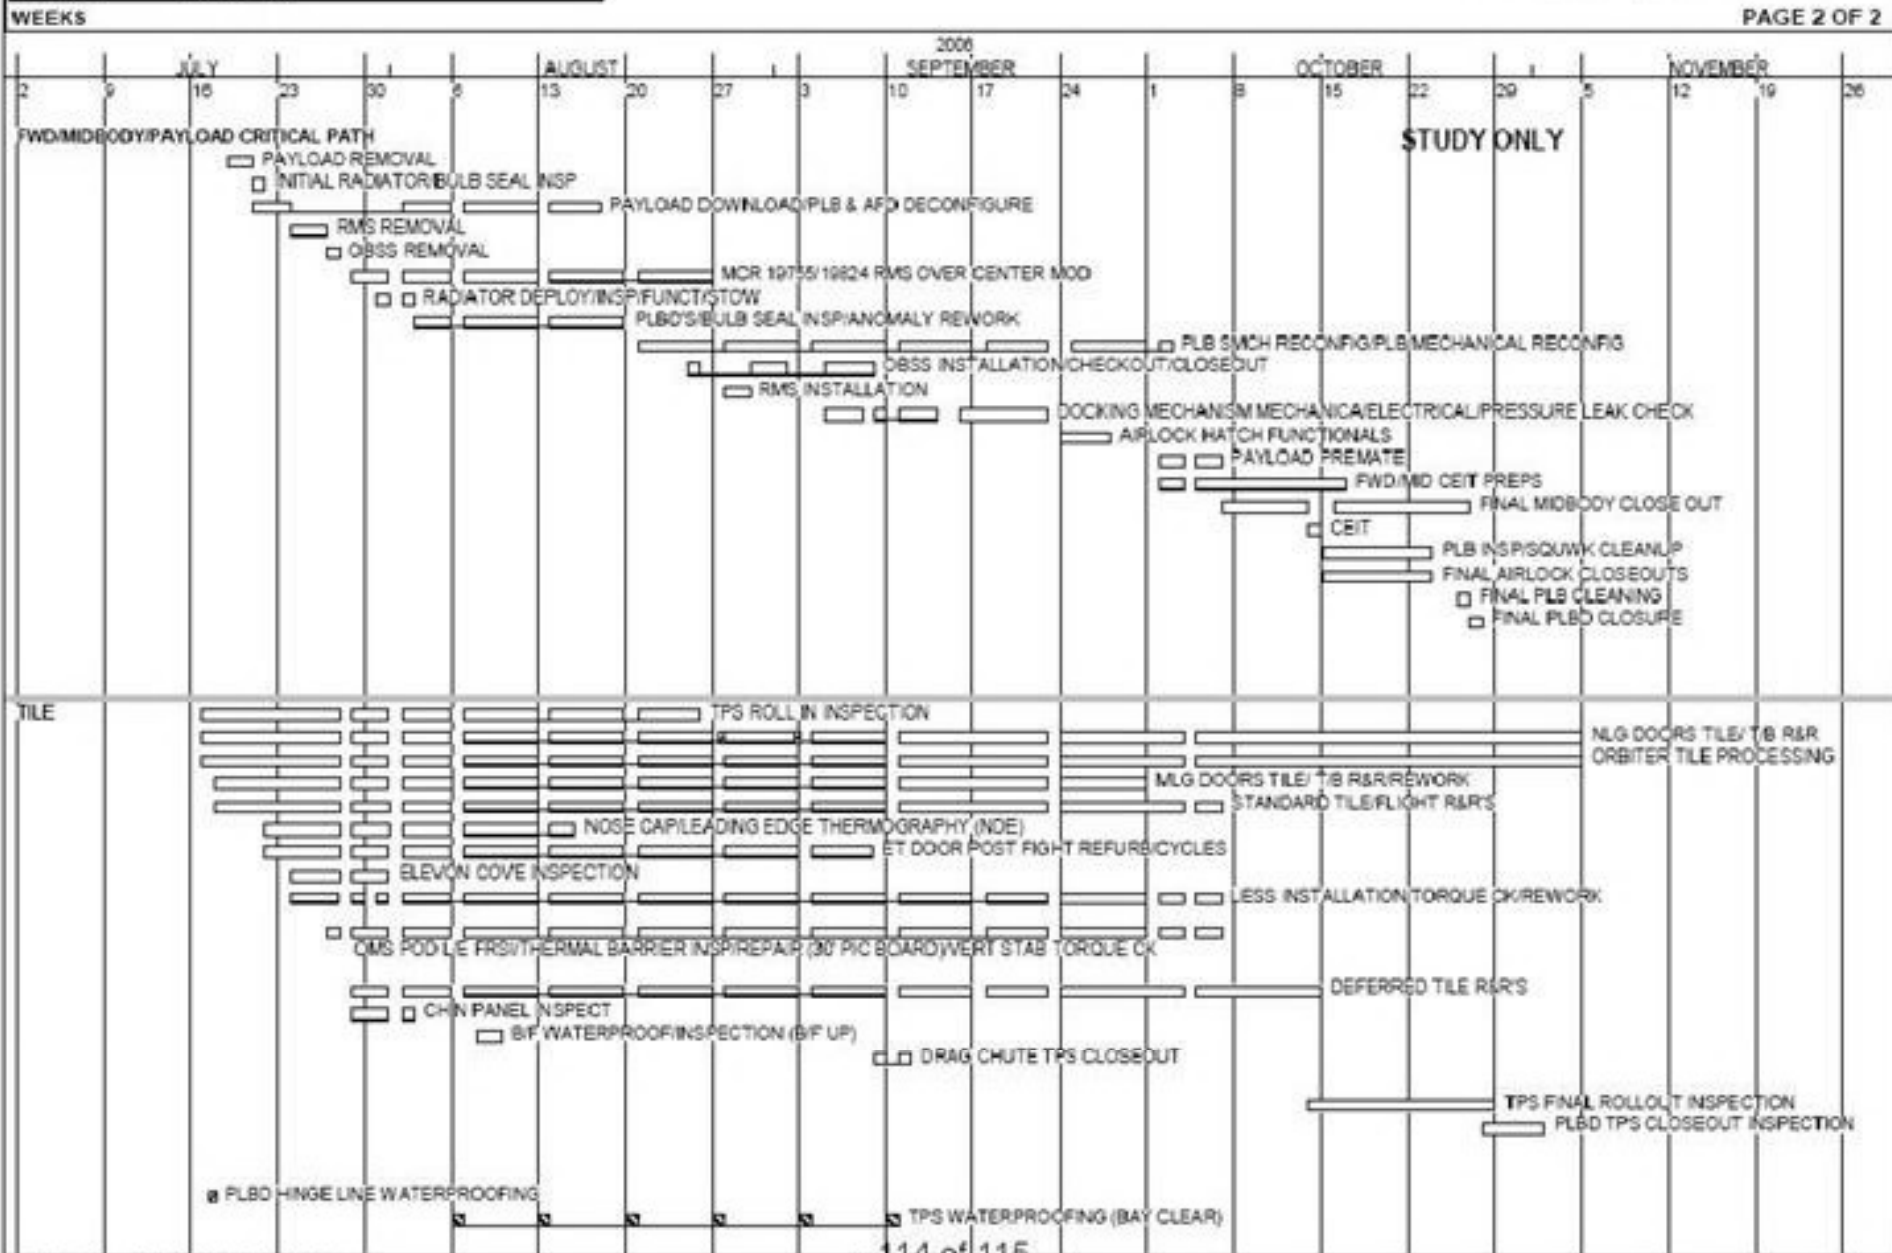 WEEKS
PAGE 2 OF 2
2006
JULY AUGUST SEPTEMBER OCTOBER NOVEMBER
2 9 16 23 30 6 13 20 27 3 10 17 24 1 8 15 22 29 5 12 19 26
FWD/MIDBODY/PAYLOAD CRITICAL PATH
STUDY ONLY
PAYLOAD REMOVAL
INITIAL RADIATOR/BULB SEAL INSP
PAYLOAD DOWNLOAD/PLB & AFD DECONFIGURE
RMS REMOVAL
OBSS REMOVAL
MCR 19755/19824 RMS OVER CENTER MOD
RADIATOR DEPLOY/INSP/FUNCT/STOW
PLBD'S/BULB SEAL INSP/ANOMALY REWORK
PLB SMCH RECONFIG/PLB MECHANICAL RECONFIG
OBSS INSTALLATION/CHECKOUT/CLOSEOUT
RMS INSTALLATION
DOCKING MECHANISM MECHANICA/ELECTRICAL/PRESSURE LEAK CHECK
AIRLOCK HATCH FUNCTIONALS
PAYLOAD PREMATE
FWD/MID CEIT PREPS
FINAL MIDBODY CLOSE OUT
CEIT
PLB INSP/SQUWK CLEANUP
FINAL AIRLOCK CLOSEOUTS
FINAL PLB CLEANING
FINAL PLBD CLOSURE
TILE
TPS ROLL IN INSPECTION
NLG DOORS TILE/ T/B R&R
ORBITER TILE PROCESSING
MLG DOORS TILE/ T/B R&R/REWORK
STANDARD TILE/FLIGHT R&R'S
NOSE CAP/LEADING EDGE THERMOGRAPHY (NDE)
ET DOOR POST FIGHT REFURB/CYCLES
ELEVON COVE INSPECTION
LESS INSTALLATION TORQUE CK/REWORK
OMS POD L/E FRSI/THERMAL BARRIER INSP/REPAIR (30' PIC BOARD)/VERT STAB TORQUE CK
DEFERRED TILE R&R'S
CHIN PANEL INSPECT
B/F WATERPROOF/INSPECTION (B/F UP)
DRAG CHUTE TPS CLOSEOUT
TPS FINAL ROLLOUT INSPECTION
PLBD TPS CLOSEOUT INSPECTION
PLBD HINGE LINE WATERPROOFING
TPS WATERPROOFING (BAY CLEAR)
114 of 115